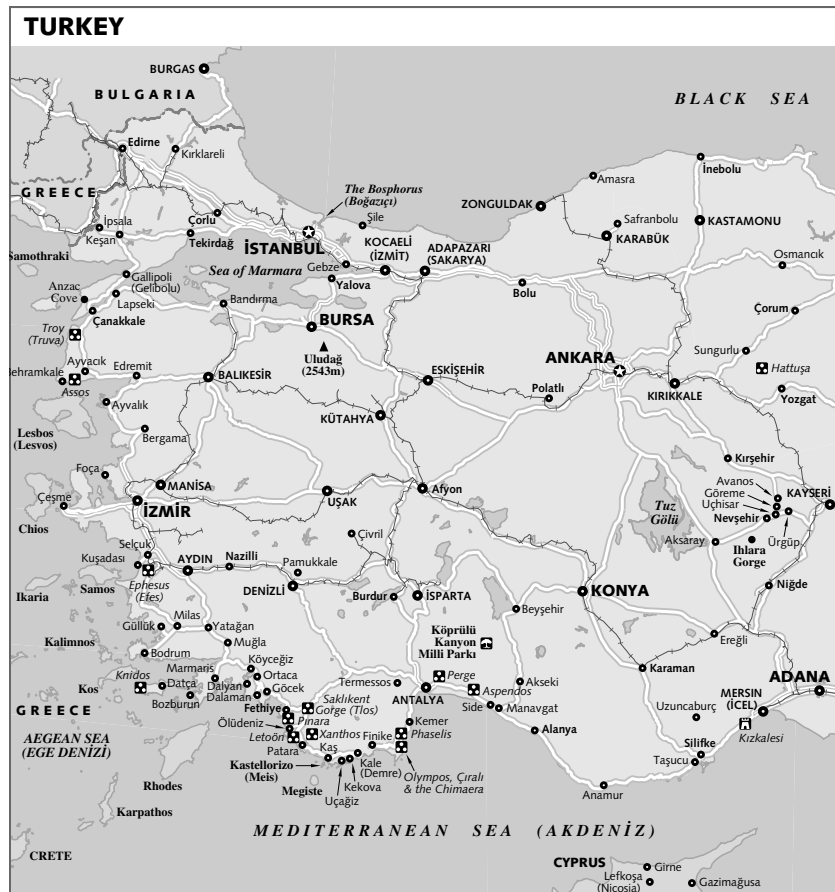 TURKEY
BURGAS
BULGARIA
BLACK SEA
Edirne
Kırklareli
İnebolu
Amasra
GREECE
The Bosphorus
(Boğaziçi)
ZONGULDAK
Safranbolu
KASTAMONU
İpsala
Çorlu
Şile
KARABÜK
Keşan
Tekirdağ
İSTANBUL
KOCAELİ
(İZMİT)
ADAPAZARI
(SAKARYA)
Samothraki
Sea of Marmara
Gebze
Osmancık
Gallipoli
(Gelibolu)
Yalova
Bolu
Anzac
Cove
Lapseki
Bandırma
Çorum
Çanakkale
BURSA
Troy
(Truva)
Uludağ
(2543m)
ANKARA
Sungurlu
Hattuşa
Ayvacık
Edremit
BALIKESİR
ESKİŞEHİR
Polatlı
Behramkale
Assos
KIRIKKALE
Yozgat
Ayvalık
KÜTAHYA
Lesbos
(Lesvos)
Bergama
Kırşehir
Foça
MANİSA
UŞAK
Afyon
Avanos
Göreme
Uçhisar
KAYSERİ
Çeşme
İZMİR
Tuz
Gölü
Nevşehir
Chios
Çivril
Aksaray
Ürgüp
Ihlara
Gorge
Selçuk
Kuşadası
AYDIN
Nazilli
Pamukkale
Ephesus
(Efes)
DENİZLİ
Burdur
İSPARTA
KONYA
Niğde
Ikaria
Samos
Beyşehir
Milas
Güllük
Yatağan
Ereğli
Kalimnos
Muğla
Köprülü
Kanyon
Milli Parkı
Bodrum
Köyceğiz
Karaman
Marmaris
Ortaca
Termessos
Perge
Akseki
ADANA
Knidos
Kos
Datça
Dalyan
Göcek
Saklıkent
Gorge (Tlos)
ANTALYA
Aspendos
MERSIN
(İCEL)
Bozburun
Dalaman
Side
Manavgat
Uzuncaburç
GREECE
Fethiye
Pınara
Kemer
Alanya
Kızkalesi
AEGEAN SEA
(EGE DENİZİ)
Ölüdeniz
Letoön
Xanthos
Finike
Phaselis
Silifke
Patara
Kaş
Kale
(Demre)
Taşucu
Kastellorizo
(Meis)
Olympos, Çıralı
& the Chimaera
Rhodes
Megiste
Kekova
Uçağız
Anamur
Karpathos
MEDITERRANEAN SEA (AKDENİZ)
CRETE
CYPRUS
Girne
Lefkoşa
(Nicosia)
Gazimağusa